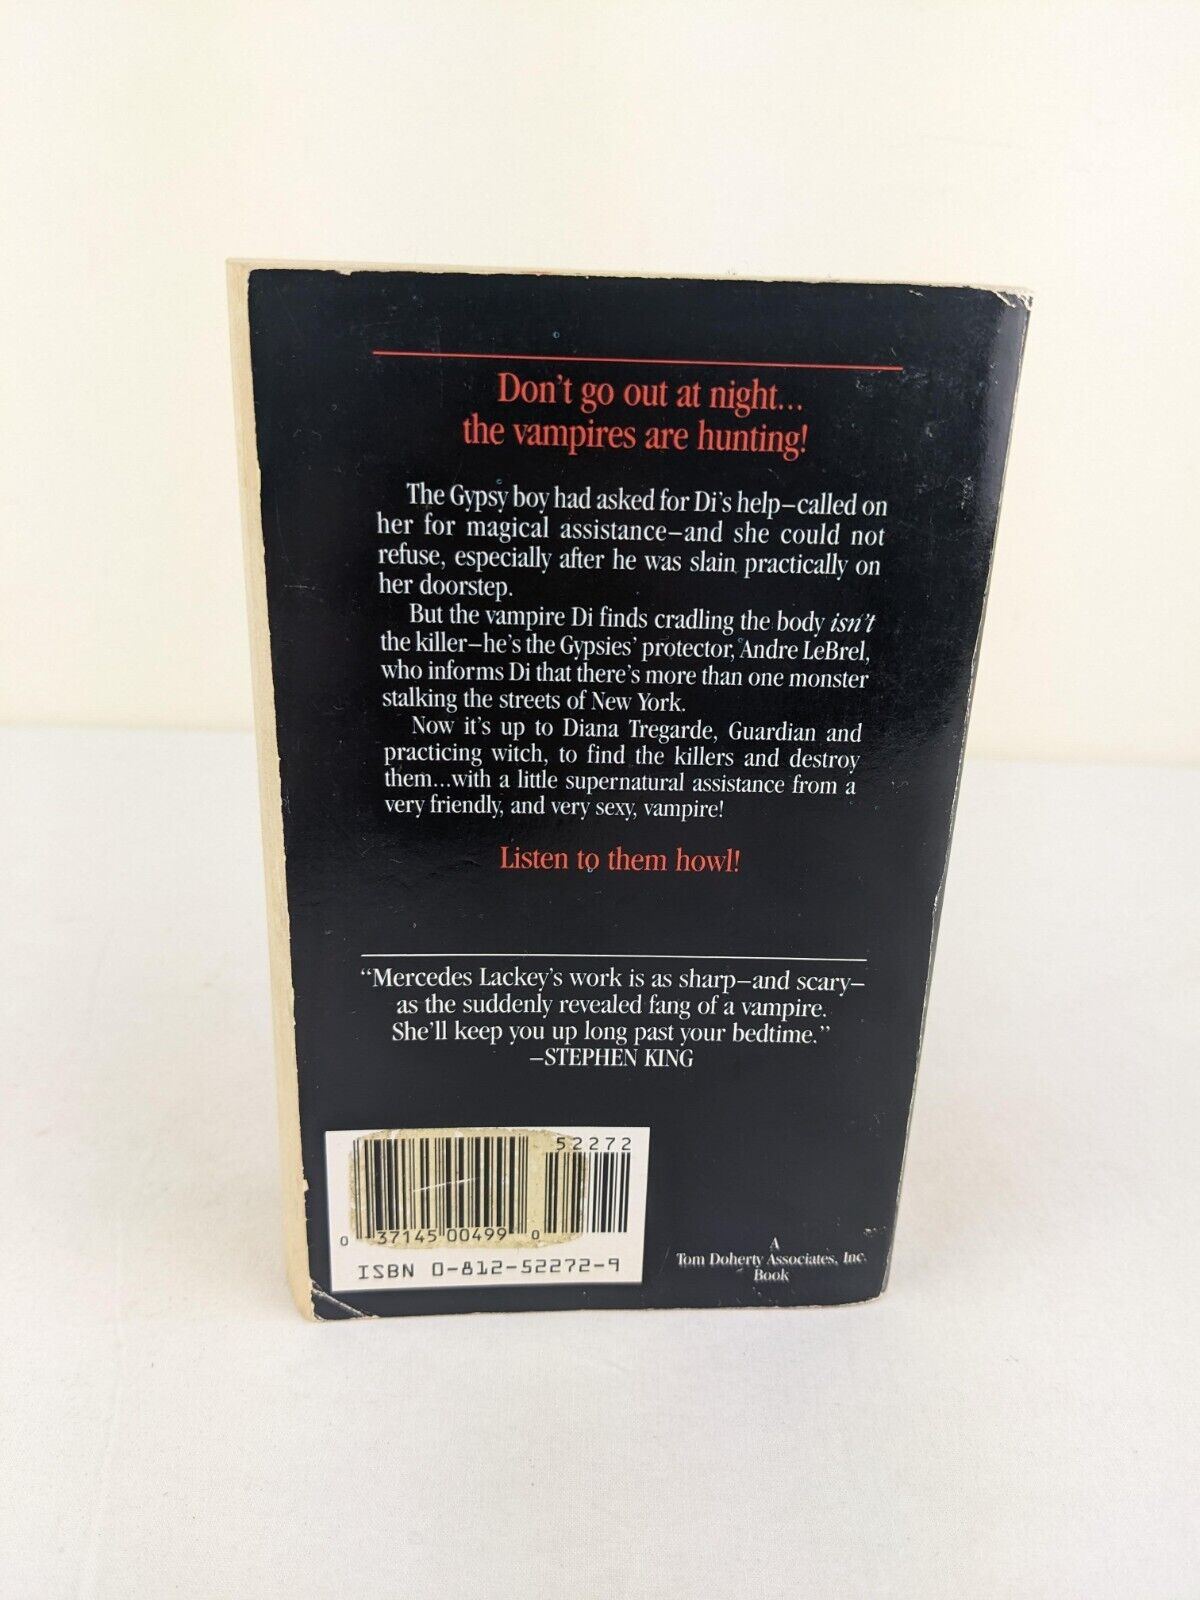 Don't go out at night...
the vampires are hunting!
The Gypsy boy had asked for Di's help—called on
her for magical assistance—and she could not
refuse, especially after he was slain practically on
her doorstep.
But the vampire Di finds cradling the body isn't
the killer—he's the Gypsies' protector, Andre LeBrel,
who informs Di that there's more than one monster
stalking the streets of New York.
Now it's up to Diana Tregarde, Guardian and
practicing witch, to find the killers and destroy
them...with a little supernatural assistance from a
very friendly, and very sexy, vampire!
Listen to them howl!
"Mercedes Lackey's work is as sharp—and scary—
as the suddenly revealed fang of a vampire.
She'll keep you up long past your bedtime."
—STEPHEN KING
52272
0 37145 00499 0
ISBN 0-812-52272-9
A
Tom Doherty Associates, Inc.
Book